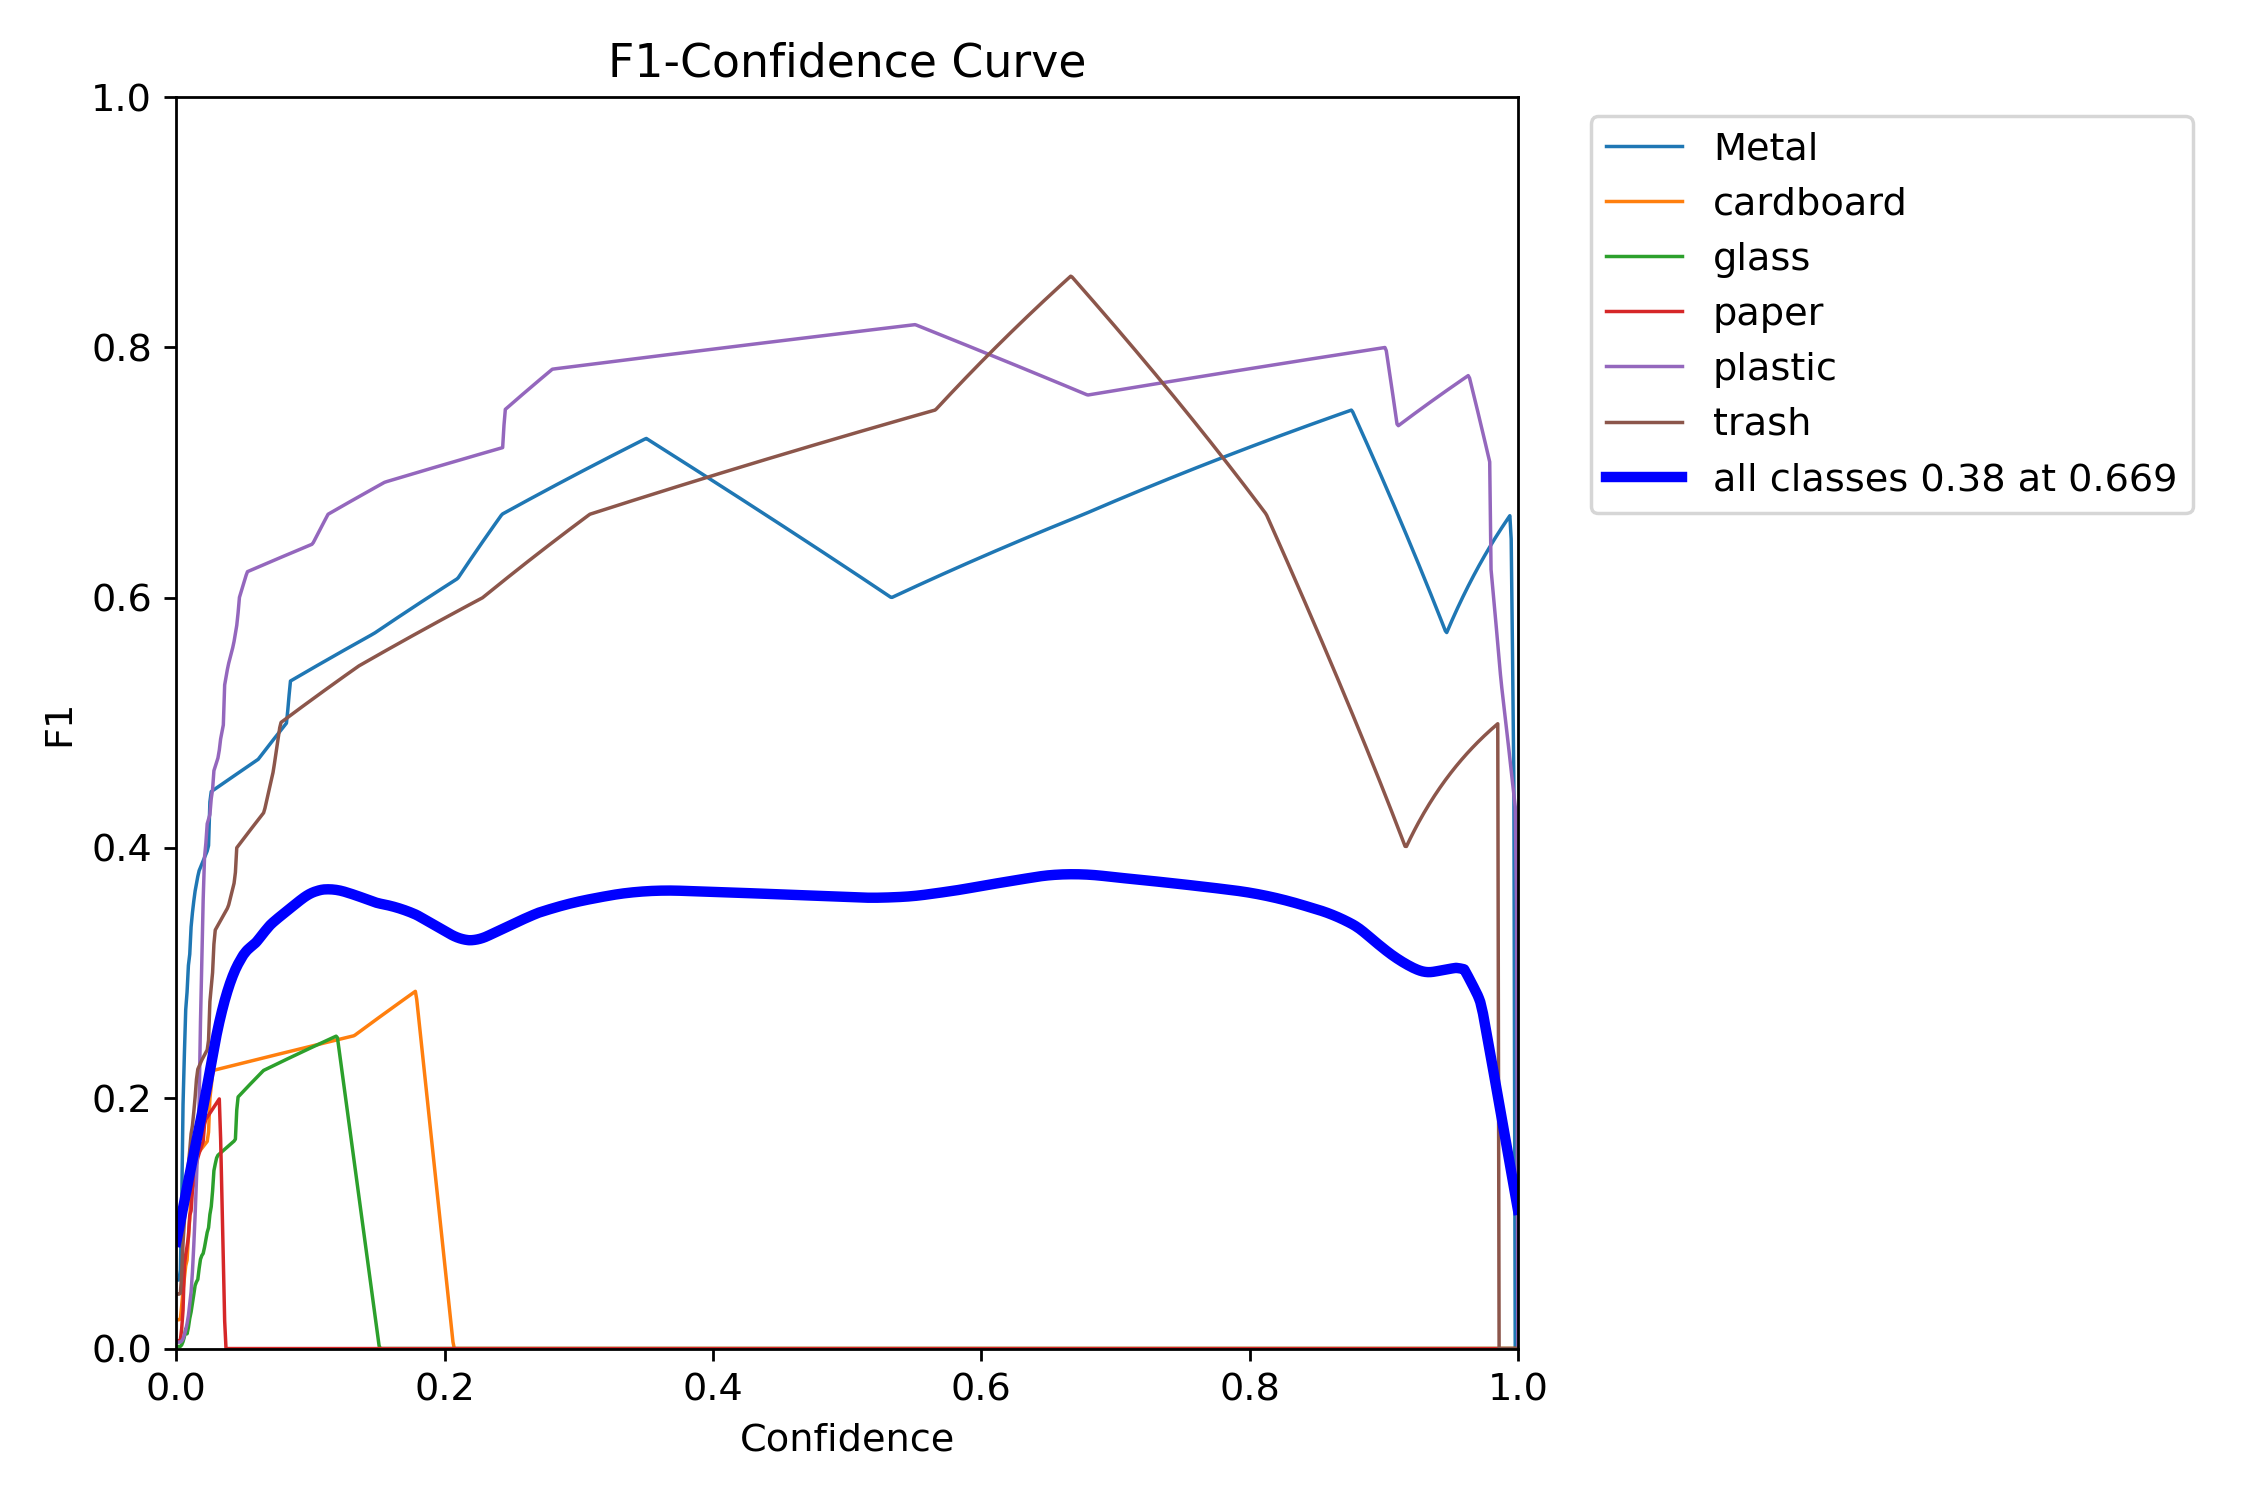 F1-Confidence Curve
1.0
0.8
0.6
0.4
0.2
0.0
F1
0.0 0.2 0.4 0.6 0.8 1.0
Confidence
Metal
cardboard
glass
paper
plastic
trash
all classes 0.38 at 0.669